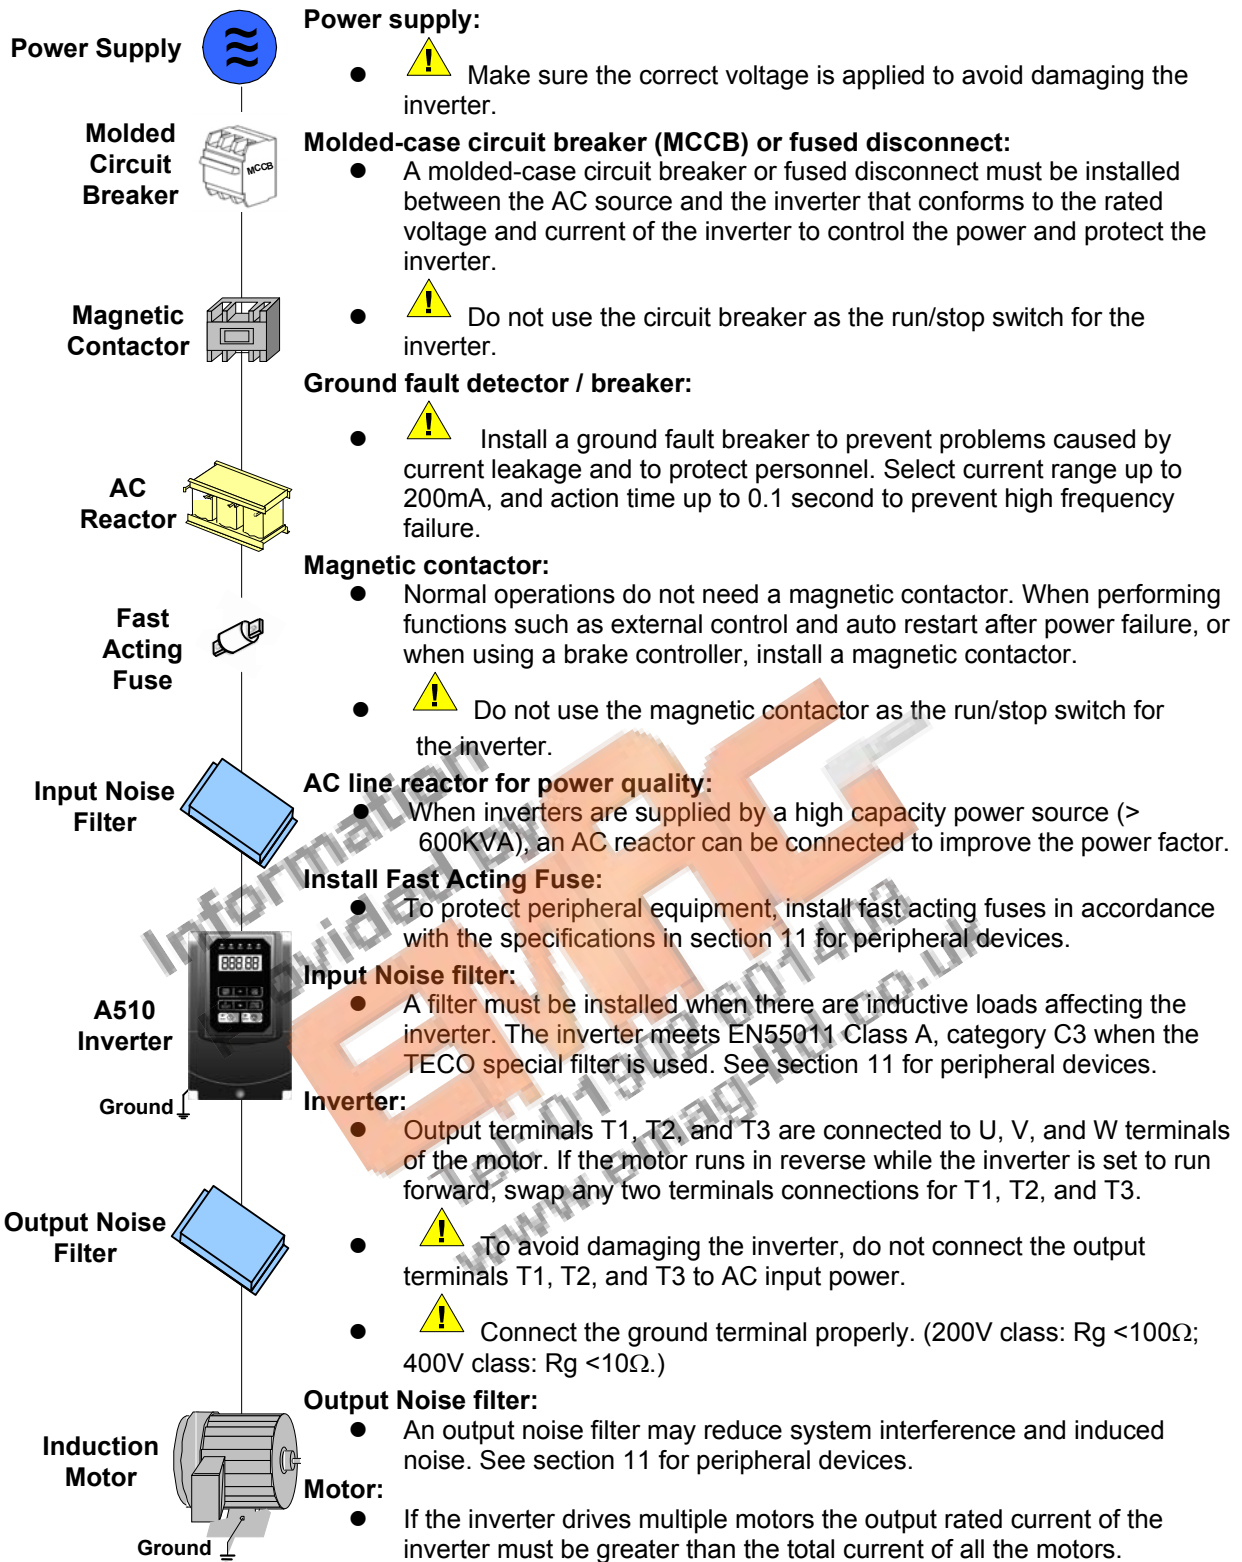 Power Supply
Power supply:
● ! Make sure the correct voltage is applied to avoid damaging the
inverter.
Molded
Circuit
Breaker
MCCB
Molded-case circuit breaker (MCCB) or fused disconnect:
● A molded-case circuit breaker or fused disconnect must be installed
between the AC source and the inverter that conforms to the rated
voltage and current of the inverter to control the power and protect the
inverter.
● ! Do not use the circuit breaker as the run/stop switch for the
inverter.
Magnetic
Contactor
Ground fault detector / breaker:
● ! Install a ground fault breaker to prevent problems caused by
current leakage and to protect personnel. Select current range up to
200mA, and action time up to 0.1 second to prevent high frequency
failure.
AC
Reactor
Magnetic contactor:
● Normal operations do not need a magnetic contactor. When performing
functions such as external control and auto restart after power failure, or
when using a brake controller, install a magnetic contactor.
● ! Do not use the magnetic contactor as the run/stop switch for
the inverter.
Fast
Acting
Fuse
AC line reactor for power quality:
● When inverters are supplied by a high capacity power source (>
600KVA), an AC reactor can be connected to improve the power factor.
Input Noise
Filter
Install Fast Acting Fuse:
● To protect peripheral equipment, install fast acting fuses in accordance
with the specifications in section 11 for peripheral devices.
Input Noise filter:
● A filter must be installed when there are inductive loads affecting the
inverter. The inverter meets EN55011 Class A, category C3 when the
TECO special filter is used. See section 11 for peripheral devices.
88888
A510
Inverter
Ground
Inverter:
● Output terminals T1, T2, and T3 are connected to U, V, and W terminals
of the motor. If the motor runs in reverse while the inverter is set to run
forward, swap any two terminals connections for T1, T2, and T3.
● ! To avoid damaging the inverter, do not connect the output
terminals T1, T2, and T3 to AC input power.
● ! Connect the ground terminal properly. (200V class: Rg <100Ω;
400V class: Rg <10Ω.)
Output Noise
Filter
Output Noise filter:
● An output noise filter may reduce system interference and induced
noise. See section 11 for peripheral devices.
Induction
Motor
Ground
Motor:
● If the inverter drives multiple motors the output rated current of the
inverter must be greater than the total current of all the motors.
Information
Provided by
EMAG
Tel: 01902 601403
www.emag-ltd.co.uk